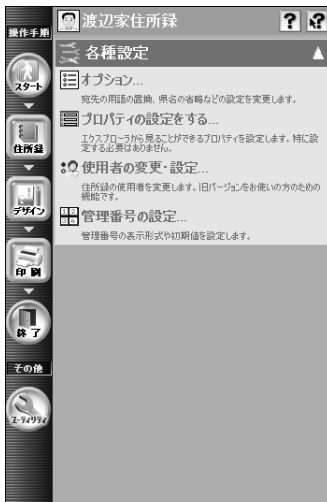 操作手順
渡辺家住所録
各種設定
スタート
オプション...
宛先の用語の置換、県名の省略などの設定を変更します。
プロパティの設定をする...
エクスプローラから見ることができるプロパティを設定します。特に設
定する必要はありません。
住所録
使用者の変更・設定...
住所録の使用者を変更します。旧バージョンをお使いの方のための
機能です。
デザイン
管理番号の設定...
管理番号の表示形式や初期値を設定します。
印刷
終了
その他
ユーティリティ